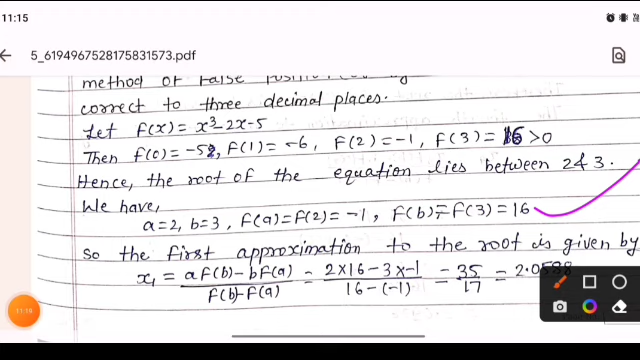 11:15
5_6194967528175831573.pdf
method of False
correct to three decimal places.
Let f(x) = x³-2x-5
Then f(0) = -5, f(1) = -6, f(2) = -1, f(3) = 16 >0
Hence, the root of the equation lies between 2 & 3.
We have,
a=2, b=3, f(a)=f(2)= -1, f(b)=f(3)=16
So the first approximation to the root is given by
x₁ = af(b)-bf(a) / f(b)-f(a) = 2×16-3×-1 / 16-(-1) = 35/17 = 2.0588
11:16